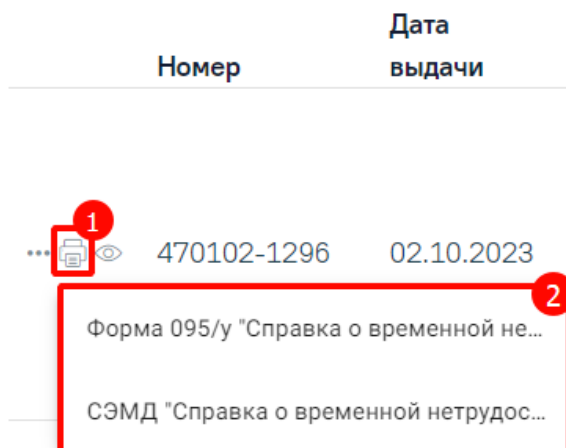 Номер
Дата
выдачи
1
470102-1296
02.10.2023
2
Форма 095/у "Справка о временной не...
СЭМД "Справка о временной нетрудос...